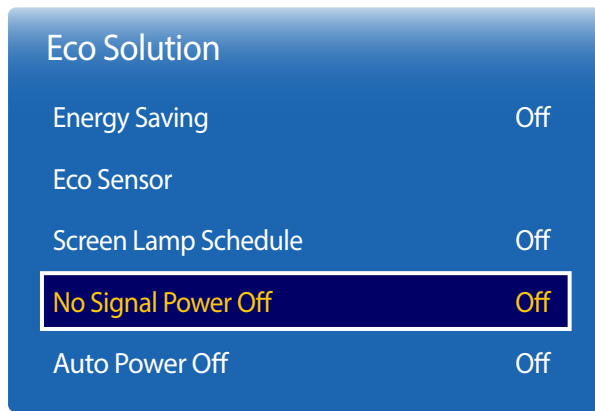 Eco Solution
Energy Saving Off
Eco Sensor
Screen Lamp Schedule Off
No Signal Power Off Off
Auto Power Off Off